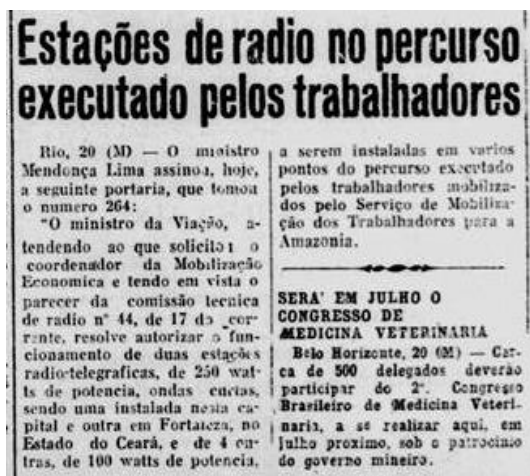 Estações de radio no percurso
executado pelos trabalhadores
Rio, 20 (M) — O ministro
Mendonça Lima assinou, hoje,
a seguinte portaria, que tomou
o numero 264:
"O ministro da Viação, a-
tendendo ao que solicitou o
coordenador da Mobilização
Economica e tendo em vista o
parecer da comissão tecnica
de radio nº 44, de 17 do cor-
rente, resolve autorizar o fun-
cionamento de duas estações
radio-telegraficas, de 250 wat-
ts de potencia, ondas curtas,
sendo uma instalada nesta ca-
pital e outra em Fortaleza, no
Estado do Ceará, e de 4 ou-
tras, de 100 watts de potencia,
a serem instaladas em varios
pontos do percurso executado
pelos trabalhadores mobiliza-
dos pelo Serviço de Mobiliza-
ção dos Trabalhadores para a
Amazonia.
SERA' EM JULHO O
CONGRESSO DE
MEDICINA VETERINARIA
Belo Horizonte, 20 (M) — Cer-
ca de 500 delegados deverão
participar do 2º. Congresso
Brasileiro de Medicina Veteri-
naria, a se realizar aqui, em
julho proximo, sob o patrocinio
do governo mineiro.